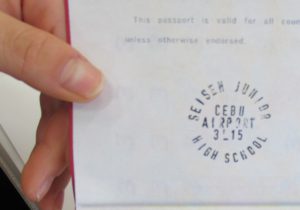 This passport is valid for all coun
unless otherwise endorsed.
SEISEN JUNIOR
CEBU
AIRPORT
3 15
HIGH SCHOOL